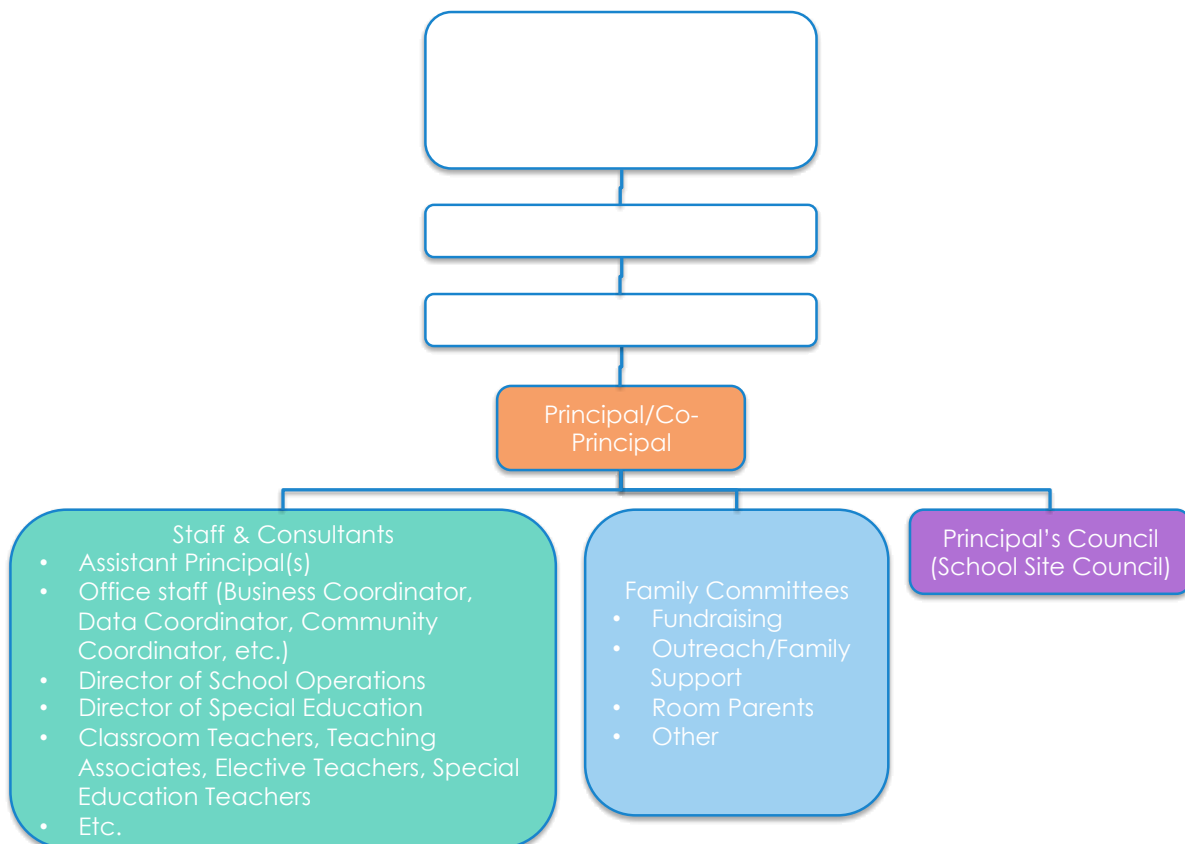 Principal/Co-
Principal
Staff & Consultants
• Assistant Principal(s)
• Office staff (Business Coordinator,
Data Coordinator, Community
Coordinator, etc.)
• Director of School Operations
• Director of Special Education
• Classroom Teachers, Teaching
Associates, Elective Teachers, Special
Education Teachers
• Etc.
Family Committees
• Fundraising
• Outreach/Family
Support
• Room Parents
• Other
Principal’s Council
(School Site Council)